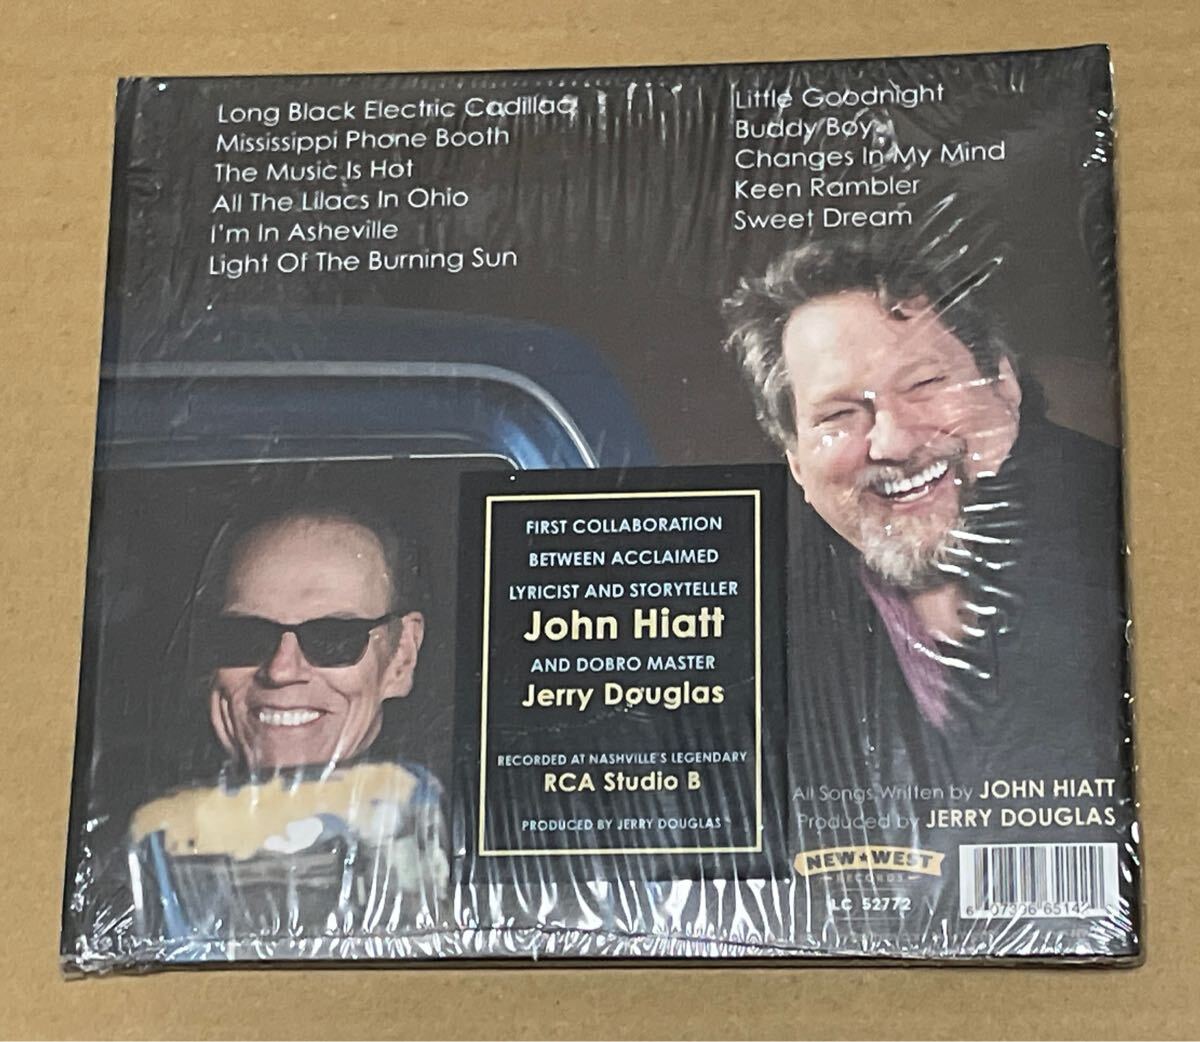 Long Black Electric Cadillac
Mississippi Phone Booth
The Music Is Hot
All The Lilacs In Ohio
I'm In Asheville
Light Of The Burning Sun
Little Goodnight
Buddy Boy
Changes In My Mind
Keen Rambler
Sweet Dream
FIRST COLLABORATION
BETWEEN ACCLAIMED
LYRICIST AND STORYTELLER
John Hiatt
AND DOBRO MASTER
Jerry Douglas
RECORDED AT NASHVILLE'S LEGENDARY
RCA Studio B
PRODUCED BY JERRY DOUGLAS
All Songs Written by JOHN HIATT
Produced by JERRY DOUGLAS
NEW★WEST
RECORDS
LC 52772